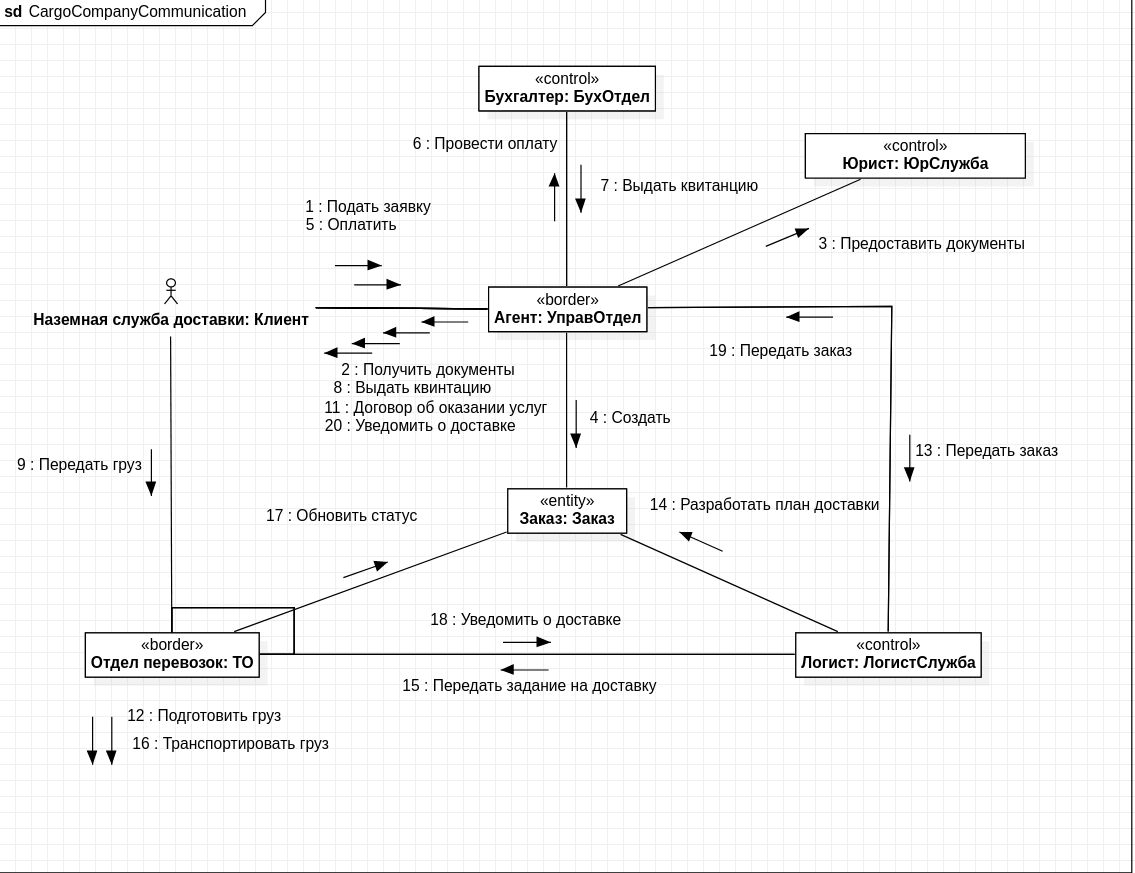 sd CargoCompanyCommunication
«control»
Бухгалтер: БухОтдел
6 : Провести оплату
7 : Выдать квитанцию
«control»
Юрист: ЮрСлужба
1 : Подать заявку
5 : Оплатить
3 : Предоставить документы
Наземная служба доставки: Клиент
«border»
Агент: УправОтдел
2 : Получить документы
8 : Выдать квинтацию
11 : Договор об оказании услуг
20 : Уведомить о доставке
19 : Передать заказ
4 : Создать
9 : Передать груз
13 : Передать заказ
«entity»
Заказ: Заказ
17 : Обновить статус
14 : Разработать план доставки
18 : Уведомить о доставке
«border»
Отдел перевозок: ТО
«control»
Логист: ЛогистСлужба
15 : Передать задание на доставку
12 : Подготовить груз
16 : Транспортировать груз